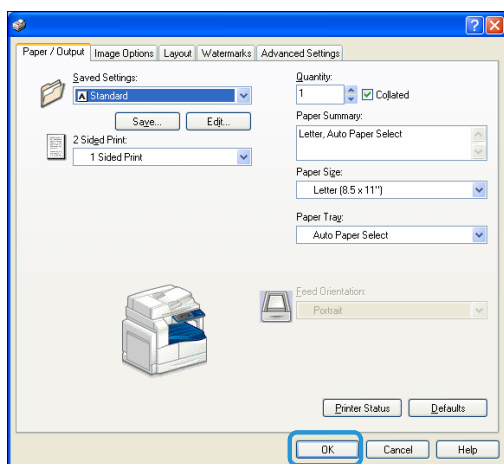 Paper / Output Image Options Layout Watermarks Advanced Settings
Saved Settings:
A Standard
Save... Edit...
2 Sided Print:
1 Sided Print
Quantity:
1 Collated
Paper Summary:
Letter, Auto Paper Select
Paper Size:
Letter (8.5 x 11")
Paper Tray:
Auto Paper Select
Feed Orientation:
Portrait
Printer Status Defaults
OK Cancel Help